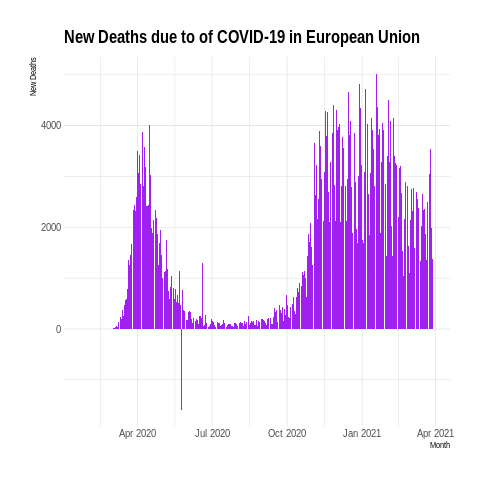 New Deaths due to of COVID-19 in European Union
New Deaths
4000
2000
0
Apr 2020
Jul 2020
Oct 2020
Jan 2021
Apr 2021
Month